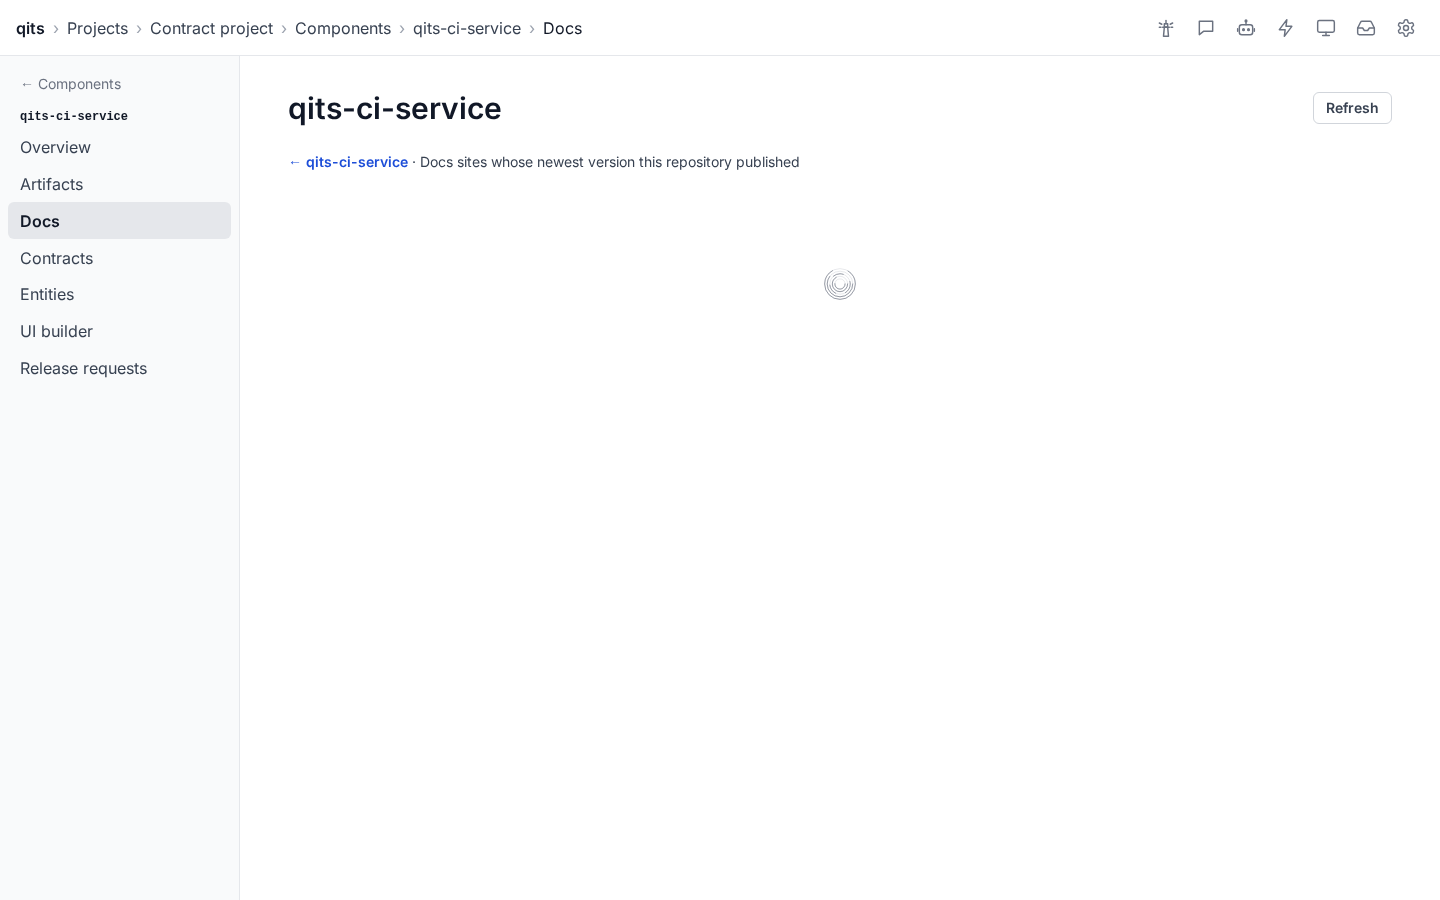 qits › Projects › Contract project › Components › qits-ci-service › Docs
← Components
qits-ci-service
Overview
Artifacts
Docs
Contracts
Entities
UI builder
Release requests
qits-ci-service
Refresh
← qits-ci-service · Docs sites whose newest version this repository published